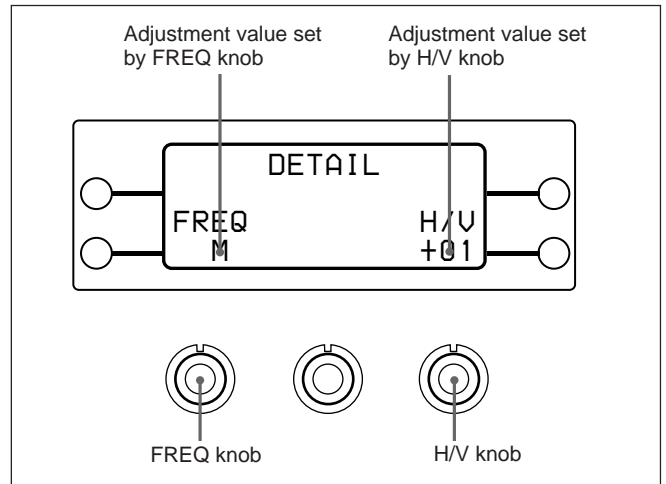 Adjustment value set
by FREQ knob
Adjustment value set
by H/V knob
DETAIL
FREQ
H/V
M
+01
FREQ knob
H/V knob